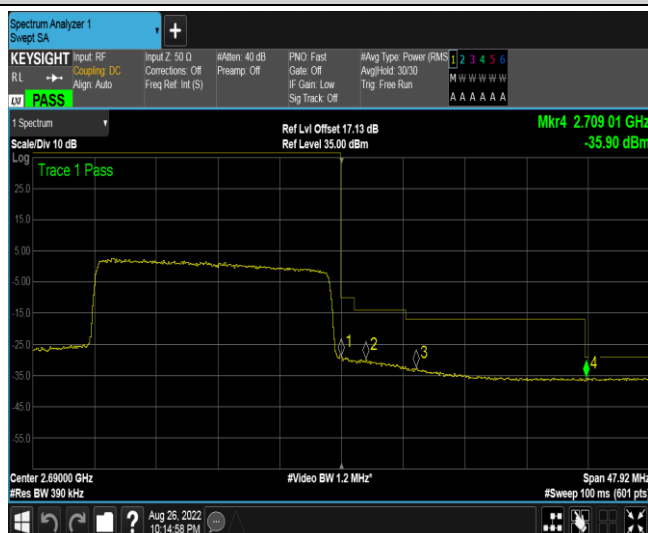 Spectrum Analyzer 1
Swept SA
+
KEYSIGHT
RL
PASS
Input: RF
Coupling: DC
Align: Auto
Input Z: 50 Ω
Corrections: Off
Freq Ref: Int (S)
#Atten: 40 dB
Preamp: Off
PNO: Fast
Gate: Off
IF Gain: Low
Sig Track: Off
#Avg Type: Power (RMS
Avg|Hold: 30/30
Trig: Free Run
1 2 3 4 5 6
M W W W W W
A A A A A A
1 Spectrum
Scale/Div 10 dB
Ref Lvl Offset 17.13 dB
Ref Level 35.00 dBm
Mkr4 2.709 01 GHz
-35.90 dBm
Log
Trace 1 Pass
25.0
15.0
5.00
-5.00
-15.0
-25.0
-35.0
-45.0
-55.0
1
2
3
4
Center 2.69000 GHz
#Res BW 390 kHz
#Video BW 1.2 MHz*
Span 47.92 MHz
#Sweep 100 ms (601 pts)
?
Aug 26, 2022
10:14:58 PM